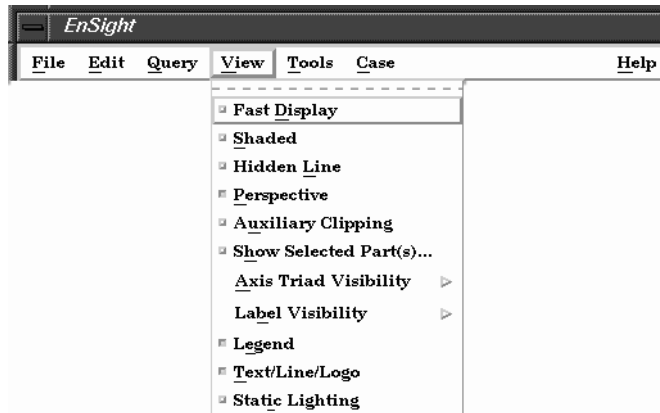 EnSight
File Edit Query View Tools Case Help
Fast Display
Shaded
Hidden Line
Perspective
Auxiliary Clipping
Show Selected Part(s)...
Axis Triad Visibility
Label Visibility
Legend
Text/Line/Logo
Static Lighting